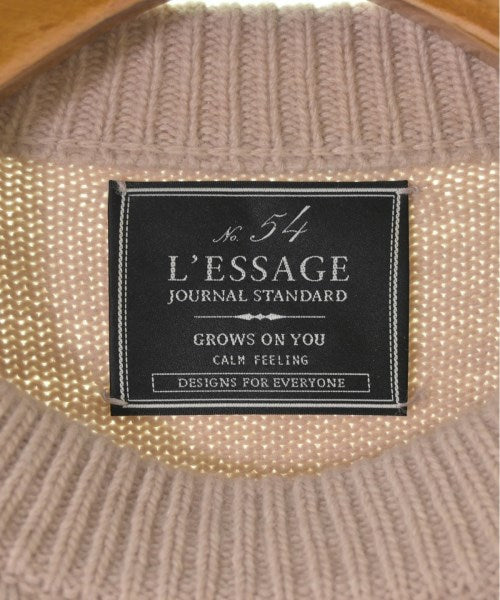 No. 54
L'ESSAGE
JOURNAL STANDARD
GROWS ON YOU
CALM FEELING
DESIGNS FOR EVERYONE